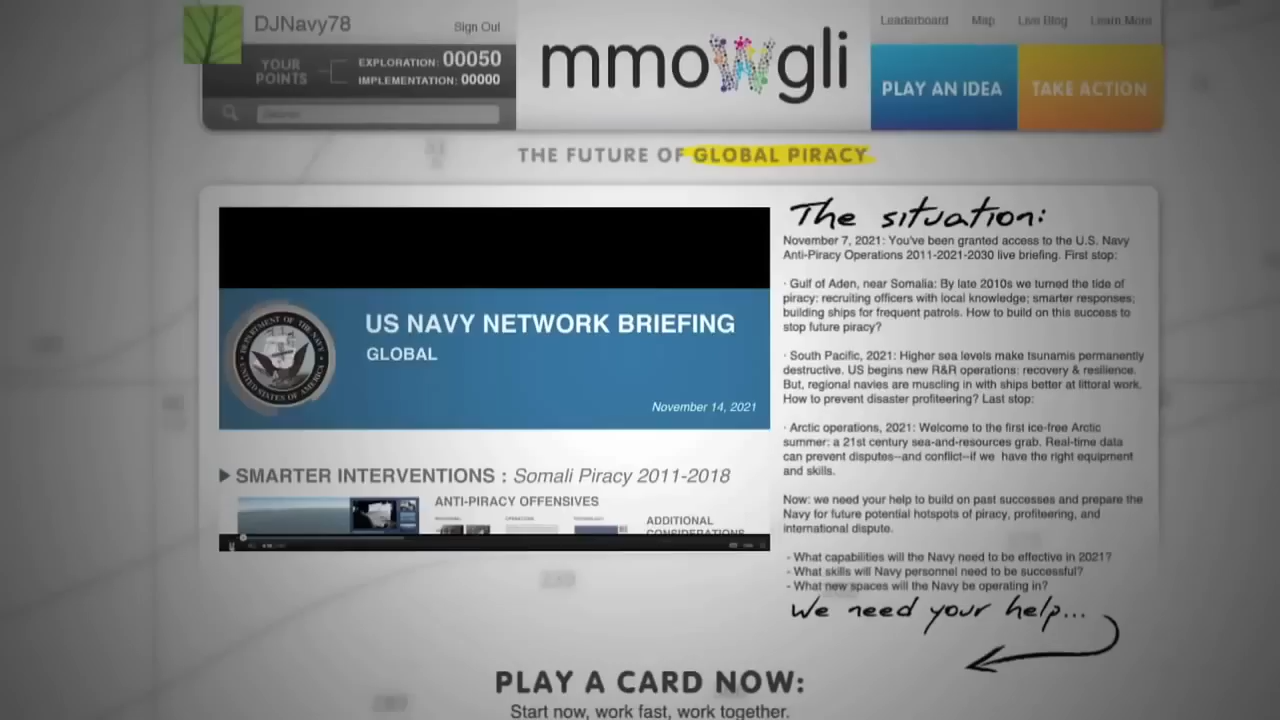 DJNavy78
Sign Out
YOUR
POINTS
EXPLORATION: 00050
IMPLEMENTATION: 00000
Search
mmowgli
Leaderboard Map Live Blog Learn More
PLAY AN IDEA
TAKE ACTION
THE FUTURE OF GLOBAL PIRACY
DEPARTMENT OF THE NAVY
UNITED STATES OF AMERICA
US NAVY NETWORK BRIEFING
GLOBAL
November 14, 2021
SMARTER INTERVENTIONS : Somali Piracy 2011-2018
ANTI-PIRACY OFFENSIVES
ADDITIONAL
CONSIDERATIONS
The situation:
November 7, 2021: You've been granted access to the U.S. Navy
Anti-Piracy Operations 2011-2021-2030 live briefing. First stop:
· Gulf of Aden, near Somalia: By late 2010s we turned the tide of
piracy: recruiting officers with local knowledge; smarter responses;
building ships for frequent patrols. How to build on this success to
stop future piracy?
· South Pacific, 2021: Higher sea levels make tsunamis permanently
destructive. US begins new R&R operations: recovery & resilience.
But, regional navies are muscling in with ships better at littoral work.
How to prevent disaster profiteering? Last stop:
· Arctic operations, 2021: Welcome to the first ice-free Arctic
summer: a 21st century sea-and-resources grab. Real-time data
can prevent disputes—and conflict—if we have the right equipment
and skills.
Now: we need your help to build on past successes and prepare the
Navy for future potential hotspots of piracy, profiteering, and
international dispute.
- What capabilities will the Navy need to be effective in 2021?
- What skills will Navy personnel need to be successful?
- What new spaces will the Navy be operating in?
We need your help...
PLAY A CARD NOW:
Start now, work fast, work together.